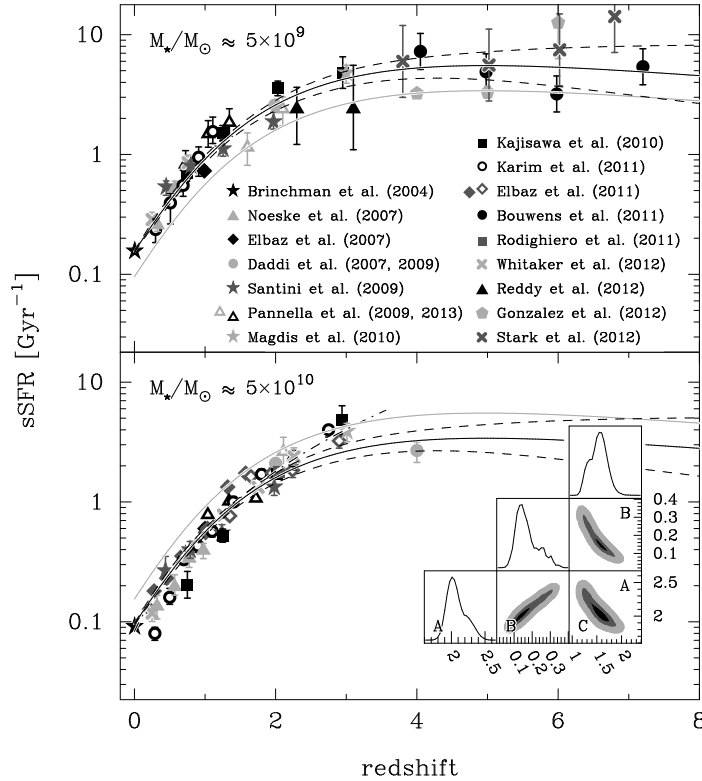 M⋆/M⊙ ≈ 5×10⁹
10
1
0.1
Kajisawa et al. (2010)
Karim et al. (2011)
Brinchman et al. (2004)
Elbaz et al. (2011)
Noeske et al. (2007)
Bouwens et al. (2011)
Elbaz et al. (2007)
Rodighiero et al. (2011)
Daddi et al. (2007, 2009)
Whitaker et al. (2012)
Santini et al. (2009)
Reddy et al. (2012)
Pannella et al. (2009, 2013)
Gonzalez et al. (2012)
Magdis et al. (2010)
Stark et al. (2012)
sSFR [Gyr⁻¹]
M⋆/M⊙ ≈ 5×10¹⁰
10
1
0.1
B
0.4
0.3
0.2
0.1
A
2.5
2
A
B
C
2 2.5
0.1 0.2 0.3
1 1.5 2
0 2 4 6 8
redshift